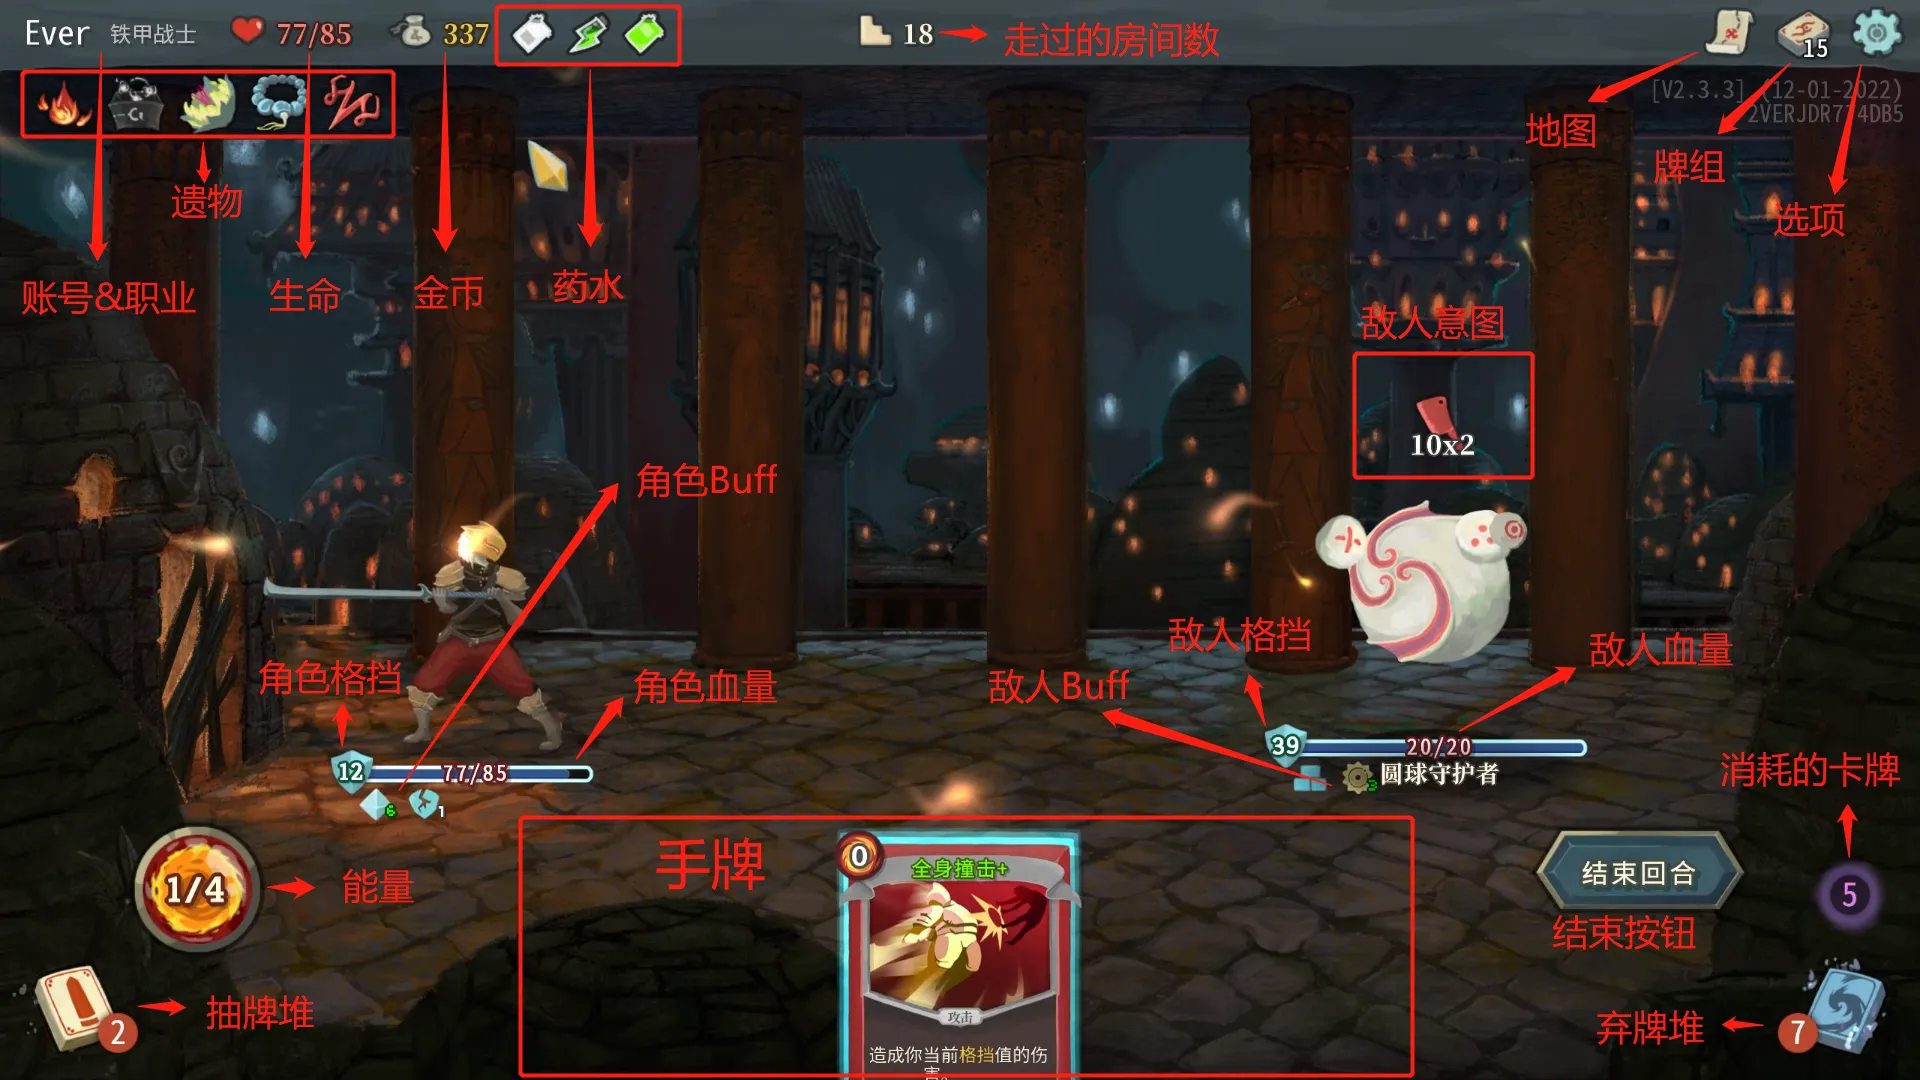 Ever 铁甲战士 77/85 337
18 走过的房间数
15
[V2.3.3] (12-01-2022)
2VERJDR774DB5
地图
牌组
选项
遗物
账号&职业
生命
金币
药水
敌人意图
10x2
角色Buff
角色格挡
角色血量
敌人格挡
敌人Buff
敌人血量
12 77/85
6 1
39 20/20
3 圆球守护者
消耗的卡牌
5
1/4 能量
手牌
0 全身撞击+
攻击
造成你当前格挡值的伤
害。
结束回合
结束按钮
2 抽牌堆
弃牌堆 7